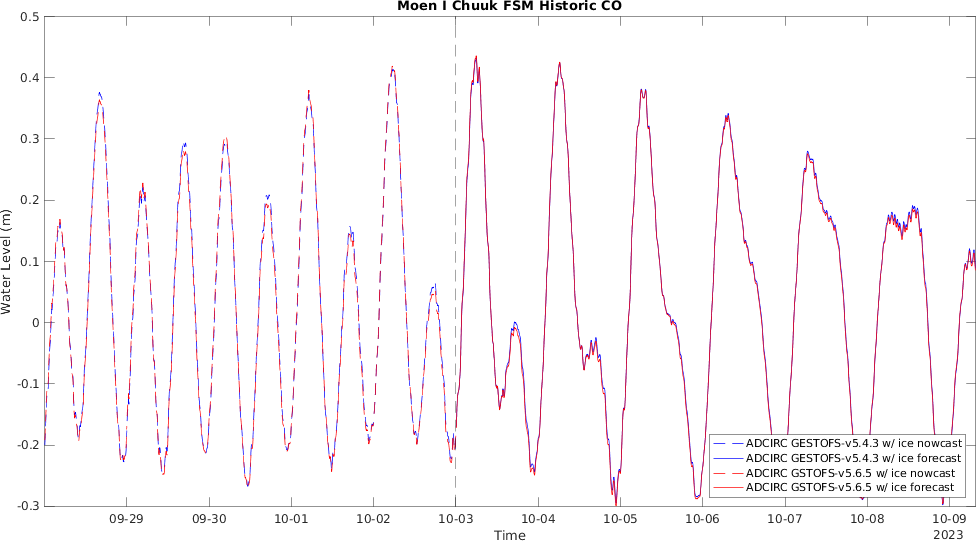 Moen I Chuuk FSM Historic CO
0.5
0.4
0.3
0.2
0.1
0
-0.1
-0.2
-0.3
Water Level (m)
ADCIRC GESTOFS-v5.4.3 w/ ice nowcast
ADCIRC GESTOFS-v5.4.3 w/ ice forecast
ADCIRC GSTOFS-v5.6.5 w/ ice nowcast
ADCIRC GSTOFS-v5.6.5 w/ ice forecast
09-29 09-30 10-01 10-02 10-03 10-04 10-05 10-06 10-07 10-08 10-09
Time 2023